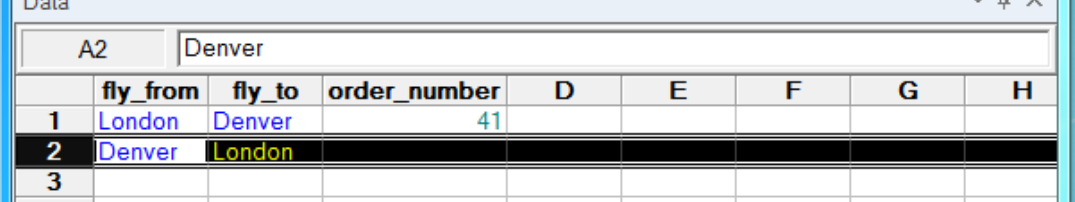 Data
A2 Denver
fly_from fly_to order_number D E F G H
1 London Denver 41
2 Denver London
3